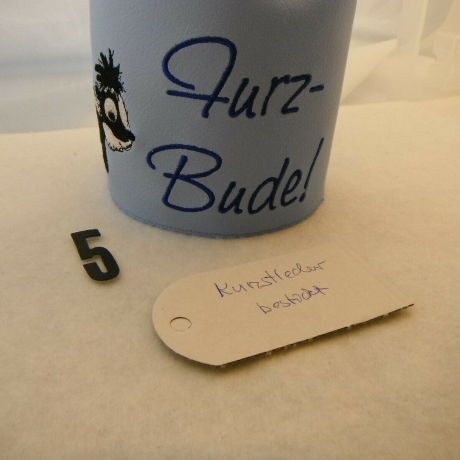 Furz-
Bude!
5
Kunstleder
bestickt